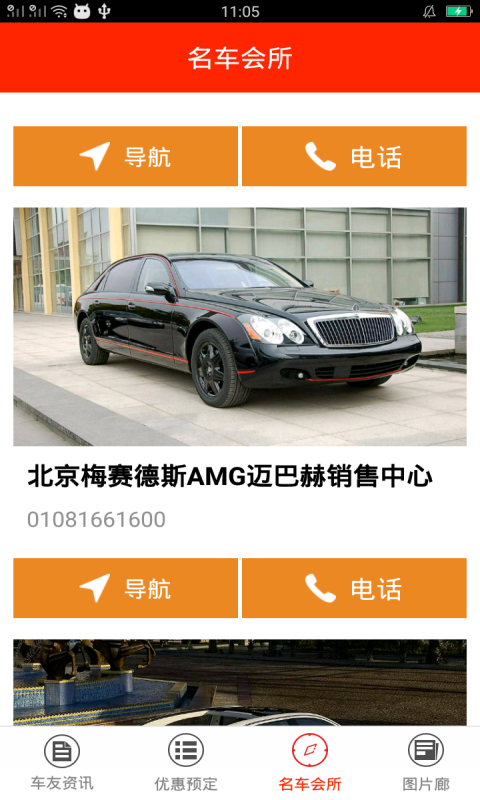 11:05
名车会所
导航
电话
北京梅赛德斯AMG迈巴赫销售中心
01081661600
导航
电话
车友资讯
优惠预定
名车会所
图片廊